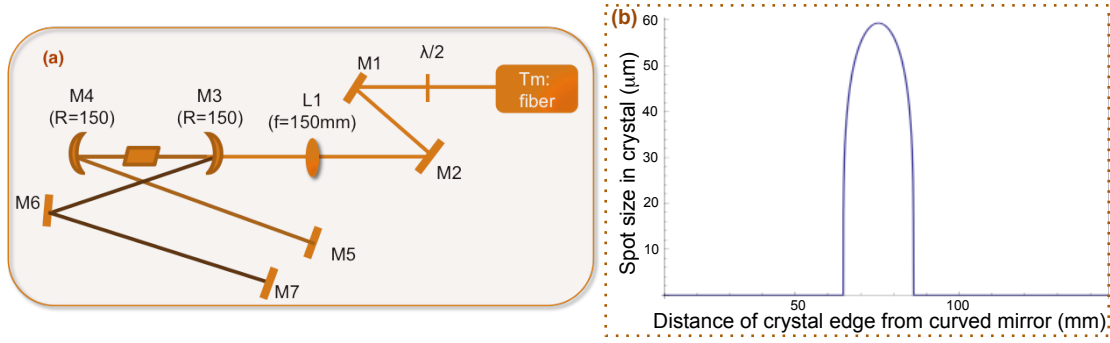 (a)
M4
(R=150)
M3
(R=150)
L1
(f=150mm)
M1
λ/2
Tm:
fiber
M2
M6
M5
M7
(b)
Spot size in crystal (μm)
60
50
40
30
20
10
50
100
Distance of crystal edge from curved mirror (mm)